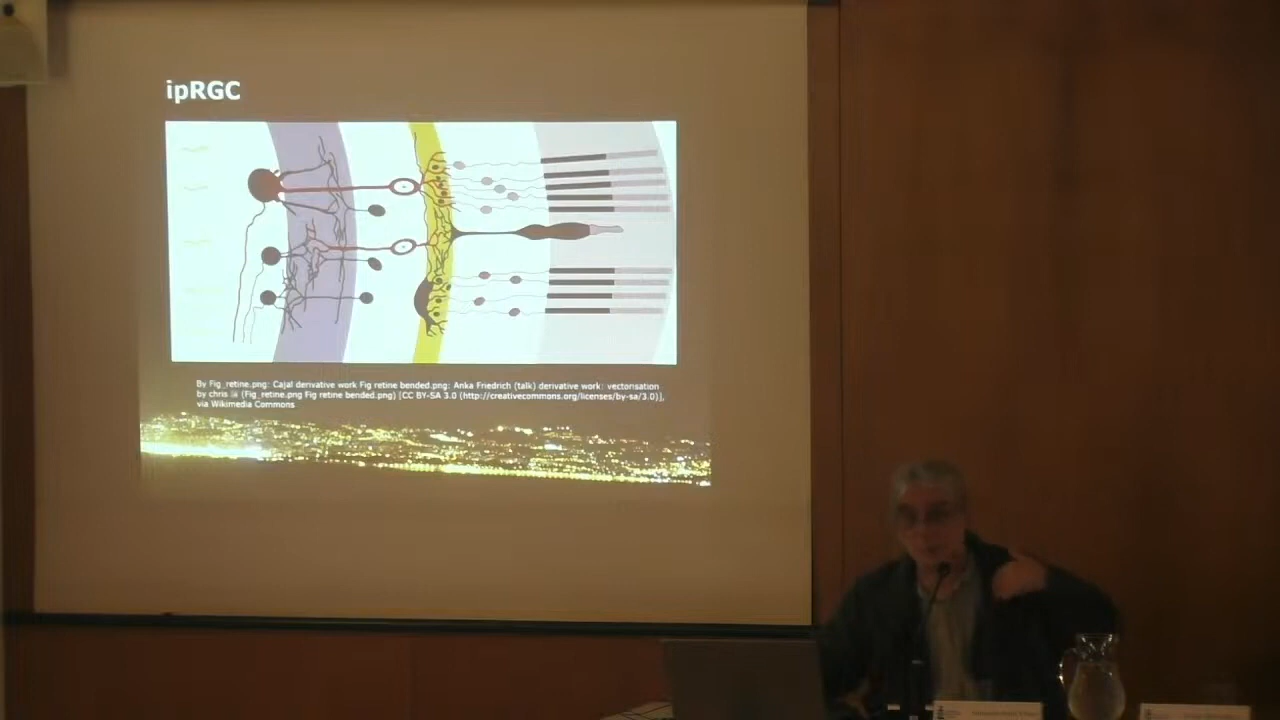 ipRGC
By Fig_retine.png: Cajal derivative work Fig retine bended.png: Anka Friedrich (talk) derivative work: vectorisation
by chris (Fig_retine.png Fig retine bended.png) [CC BY-SA 3.0 (http://creativecommons.org/licenses/by-sa/3.0)],
via Wikimedia Commons